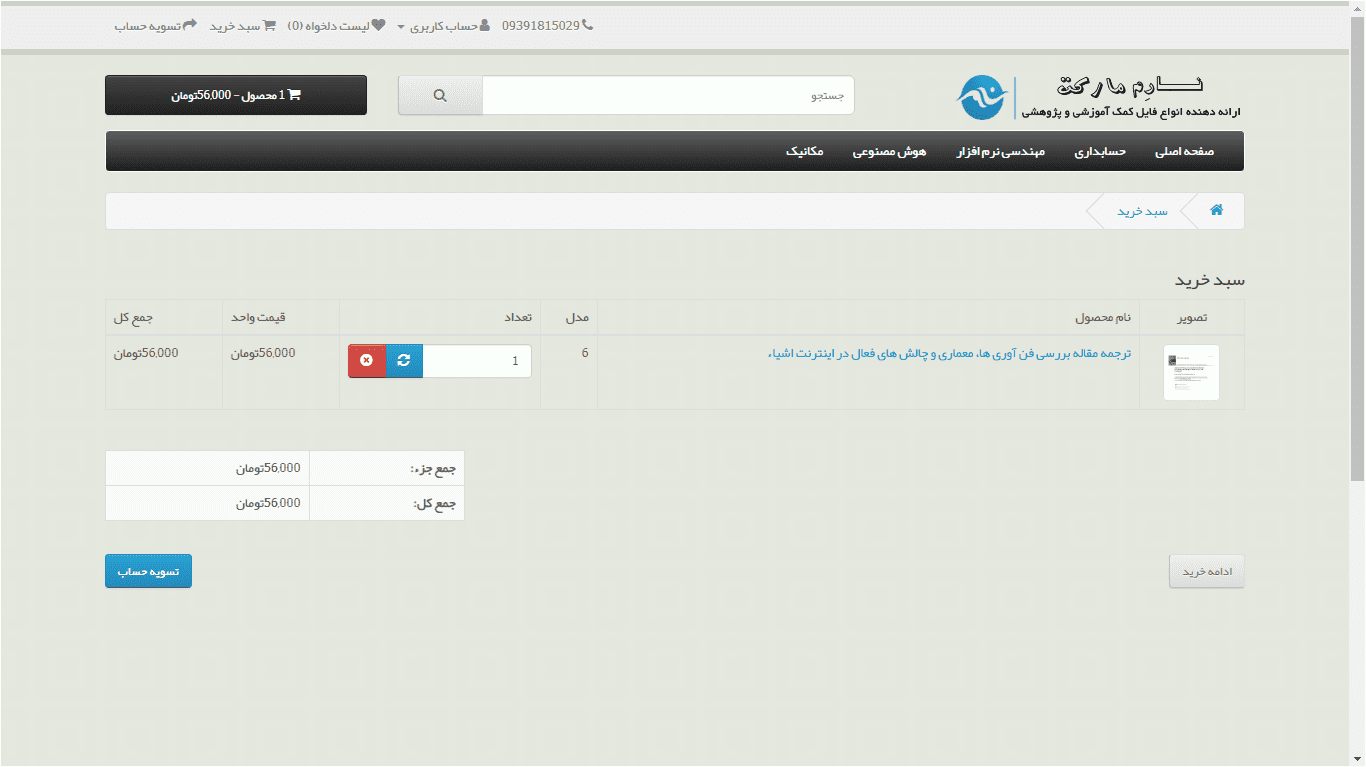 09391815029 حساب کاربری لیست دلخواه (0) سبد خرید تسویه حساب
نــارم مارکت
ارائه دهنده انواع فایل کمک آموزشی و پژوهشی
جستجو
1 محصول - 56,000تومان
صفحه اصلی حسابداری مهندسی نرم افزار هوش مصنوعی مکانیک
سبد خرید
سبد خرید
تصویر نام محصول مدل تعداد قیمت واحد جمع کل
ترجمه مقاله بررسی فن آوری ها، معماری و چالش های فعال در اینترنت اشیاء 6 1 56,000تومان 56,000تومان
جمع جزء: 56,000تومان
جمع کل: 56,000تومان
ادامه خرید تسویه حساب